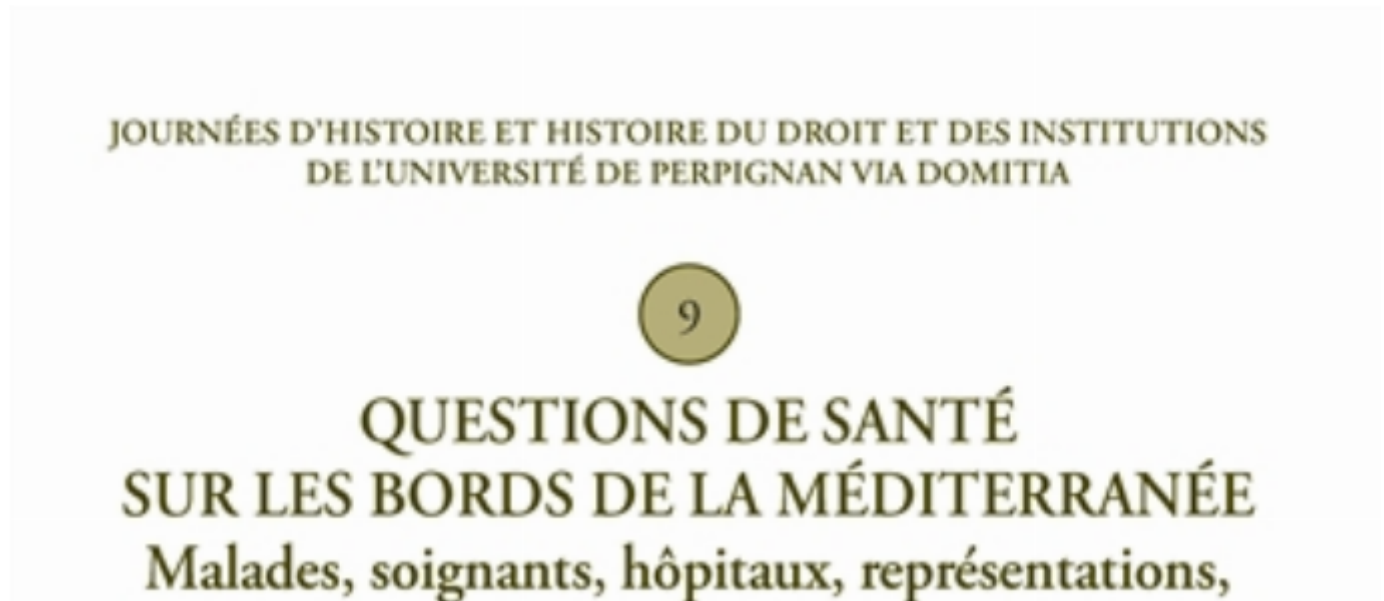 JOURNÉES D'HISTOIRE ET HISTOIRE DU DROIT ET DES INSTITUTIONS
DE L'UNIVERSITÉ DE PERPIGNAN VIA DOMITIA
9
QUESTIONS DE SANTÉ
SUR LES BORDS DE LA MÉDITERRANÉE
Malades, soignants, hôpitaux, représentations,